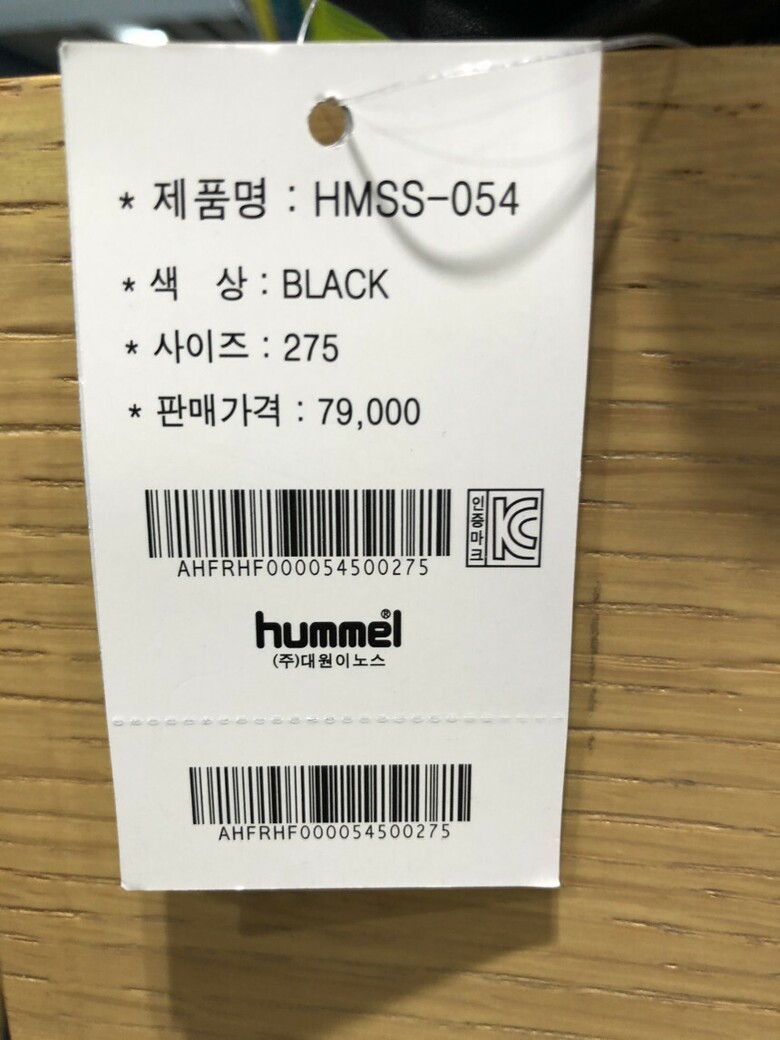 * 제품명 : HMSS-054
* 색 상 : BLACK
* 사이즈 : 275
* 판매가격 : 79,000
AHFRHF000054500275
인증마크 KC
hummel®
(주)대원이노스
AHFRHF000054500275